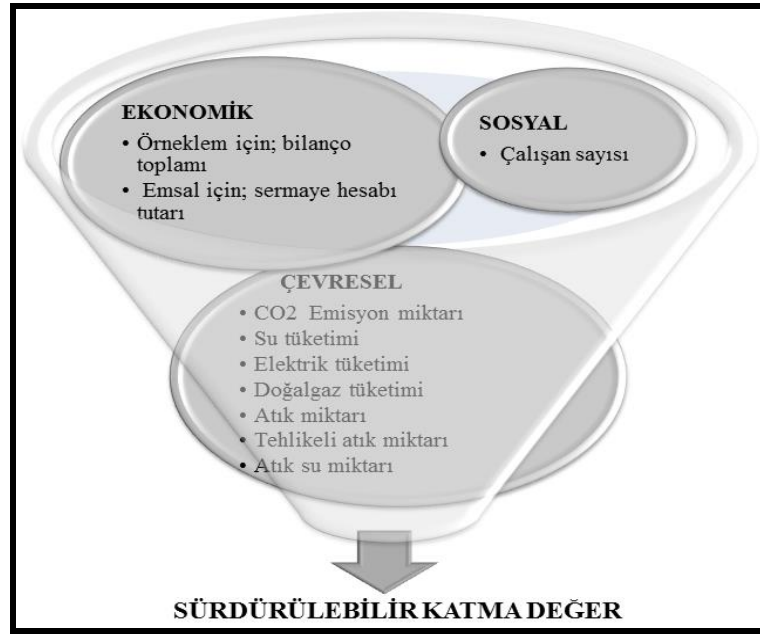 EKONOMİK
• Örneklem için; bilanço
toplamı
• Emsal için; sermaye hesabı
tutarı
SOSYAL
• Çalışan sayısı
ÇEVRESEL
• CO2 Emisyon miktarı
• Su tüketimi
• Elektrik tüketimi
• Doğalgaz tüketimi
• Atık miktarı
• Tehlikeli atık miktarı
• Atık su miktarı
SÜRDÜRÜLEBİLİR KATMA DEĞER